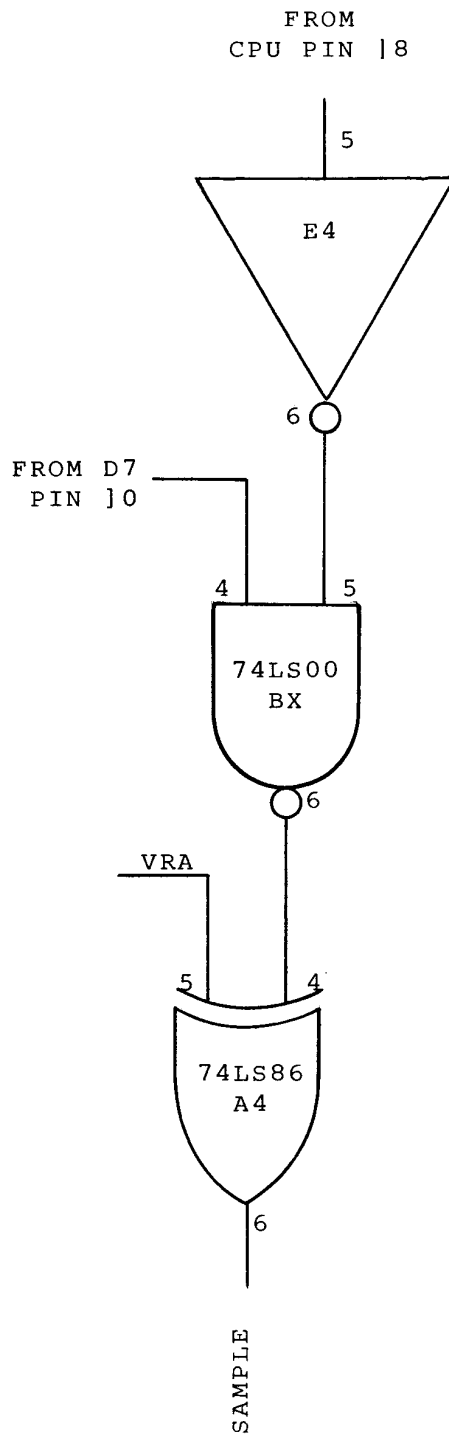 FROM
CPU PIN ]8
5
E4
6
FROM D7
PIN ]0
4
5
74LS00
BX
6
VRA
5
4
74LS86
A4
6
SAMPLE